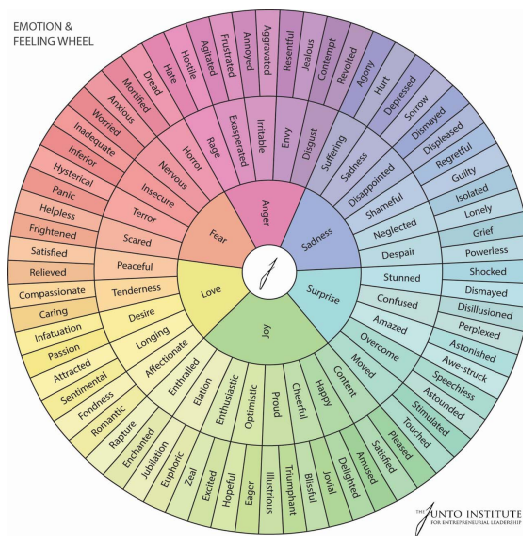 EMOTION &
FEELING WHEEL
Anger
Sadness
Surprise
Joy
Love
Fear
Rage
Exasperated
Irritable
Envy
Disgust
Suffering
Sadness
Disappointed
Shameful
Neglected
Despair
Stunned
Confused
Amazed
Overcome
Moved
Content
Happy
Cheerful
Proud
Optimistic
Enthusiastic
Elation
Enthralled
Affectionate
Longing
Desire
Tenderness
Peaceful
Scared
Terror
Insecure
Nervous
Horror
Hate
Hostile
Agitated
Frustrated
Annoyed
Aggravated
Resentful
Jealous
Contempt
Revolted
Agony
Hurt
Depressed
Sorrow
Dismayed
Displeased
Regretful
Guilty
Isolated
Lonely
Grief
Powerless
Shocked
Dismayed
Disillusioned
Perplexed
Astonished
Awe-struck
Speechless
Astounded
Stimulated
Touched
Pleased
Satisfied
Amused
Delighted
Jovial
Blissful
Triumphant
Illustrious
Eager
Hopeful
Excited
Zeal
Euphoric
Jubilation
Enchanted
Rapture
Romantic
Fondness
Sentimental
Attracted
Passion
Infatuation
Caring
Compassionate
Relieved
Satisfied
Frightened
Helpless
Panic
Hysterical
Inferior
Inadequate
Worried
Anxious
Mortified
Dread
THE JUNTO INSTITUTE
FOR ENTREPRENEURIAL LEADERSHIP